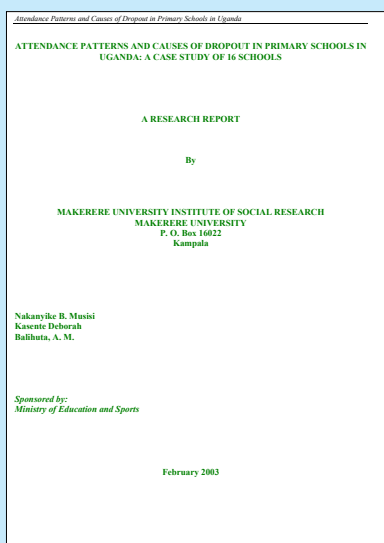 Attendance Patterns and Causes of Dropout in Primary Schools in Uganda
ATTENDANCE PATTERNS AND CAUSES OF DROPOUT IN PRIMARY SCHOOLS IN
UGANDA: A CASE STUDY OF 16 SCHOOLS
A RESEARCH REPORT
By
MAKERERE UNIVERSITY INSTITUTE OF SOCIAL RESEARCH
MAKERERE UNIVERSITY
P. O. Box 16022
Kampala
Nakanyike B. Musisi
Kasente Deborah
Balihuta, A. M.
Sponsored by:
Ministry of Education and Sports
February 2003